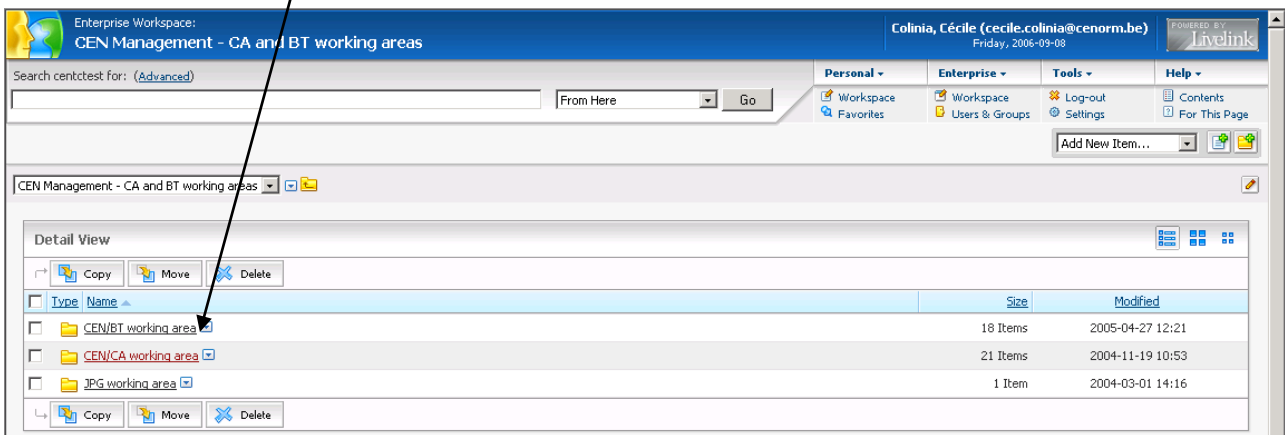 Enterprise Workspace:
CEN Management - CA and BT working areas
Colinia, Cécile (cecile.colinia@cenorm.be)
Friday, 2006-09-08
POWERED BY
Livelink
Search centctest for: (Advanced)
From Here
Go
Personal
Workspace
Favorites
Enterprise
Workspace
Users & Groups
Tools
Log-out
Settings
Help
Contents
For This Page
Add New Item...
CEN Management - CA and BT working areas
Detail View
Copy Move Delete
Type Name Size Modified
CEN/BT working area 18 Items 2005-04-27 12:21
CEN/CA working area 21 Items 2004-11-19 10:53
JPG working area 1 Item 2004-03-01 14:16
Copy Move Delete